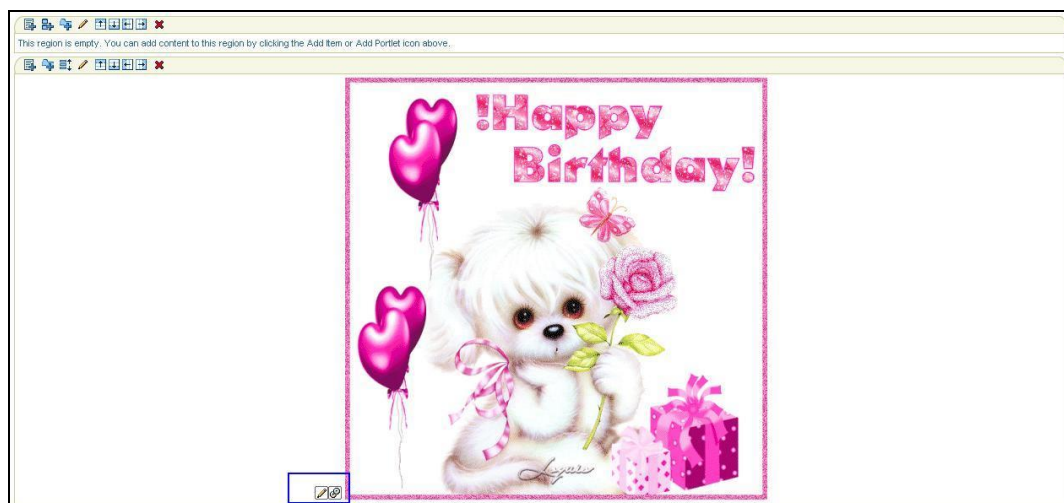 This region is empty. You can add content to this region by clicking the Add Item or Add Portlet icon above.
!Happy
Birthday!